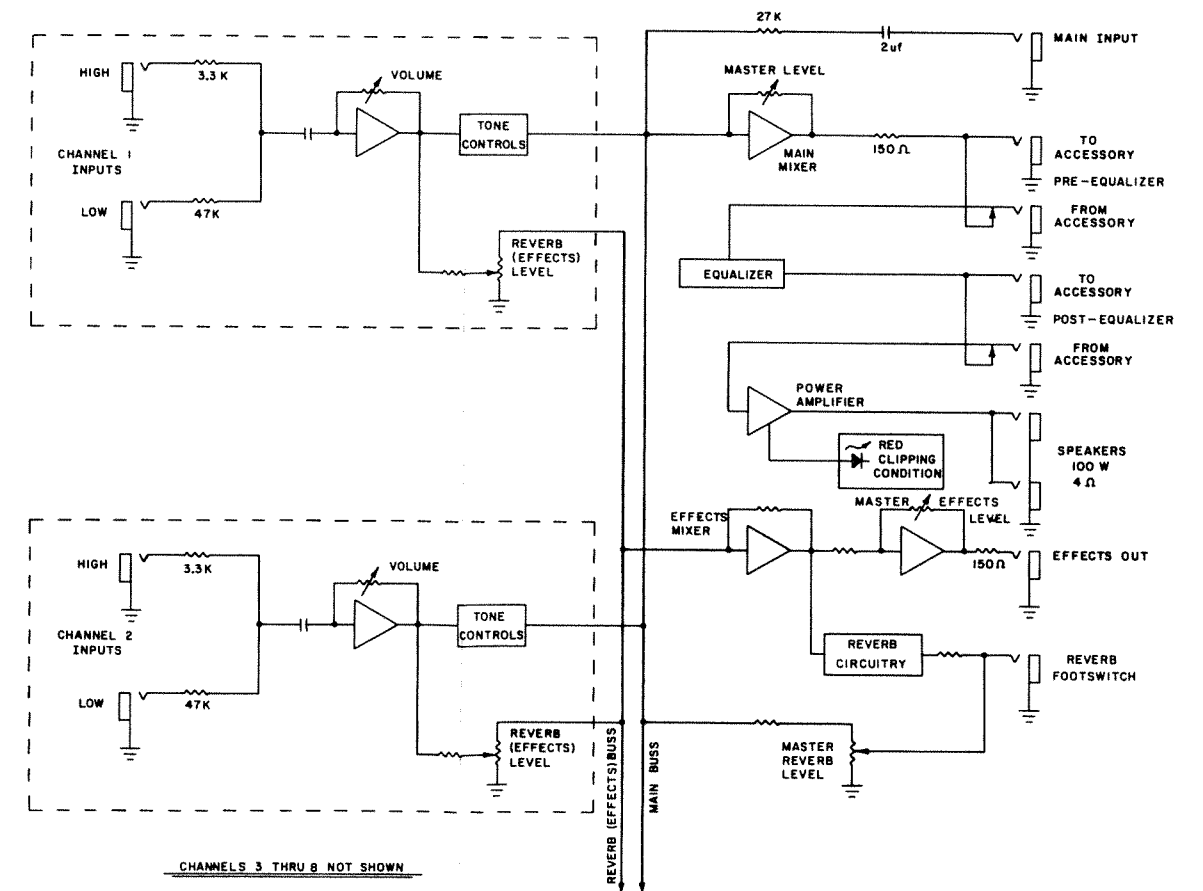 HIGH
3.3 K
VOLUME
TONE
CONTROLS
CHANNEL 1
INPUTS
LOW
47K
REVERB
(EFFECTS)
LEVEL
27K
2uf
MAIN INPUT
MASTER LEVEL
MAIN
MIXER
150Ω
TO
ACCESSORY
PRE-EQUALIZER
FROM
ACCESSORY
EQUALIZER
TO
ACCESSORY
POST-EQUALIZER
FROM
ACCESSORY
POWER
AMPLIFIER
RED
CLIPPING
CONDITION
SPEAKERS
100 W
4Ω
HIGH
3.3K
VOLUME
TONE
CONTROLS
CHANNEL 2
INPUTS
LOW
47K
REVERB
(EFFECTS)
LEVEL
EFFECTS
MIXER
MASTER EFFECTS
LEVEL
150Ω
EFFECTS OUT
REVERB
CIRCUITRY
REVERB
FOOTSWITCH
MASTER
REVERB
LEVEL
REVERB (EFFECTS) BUSS
MAIN BUSS
CHANNELS 3 THRU 8 NOT SHOWN